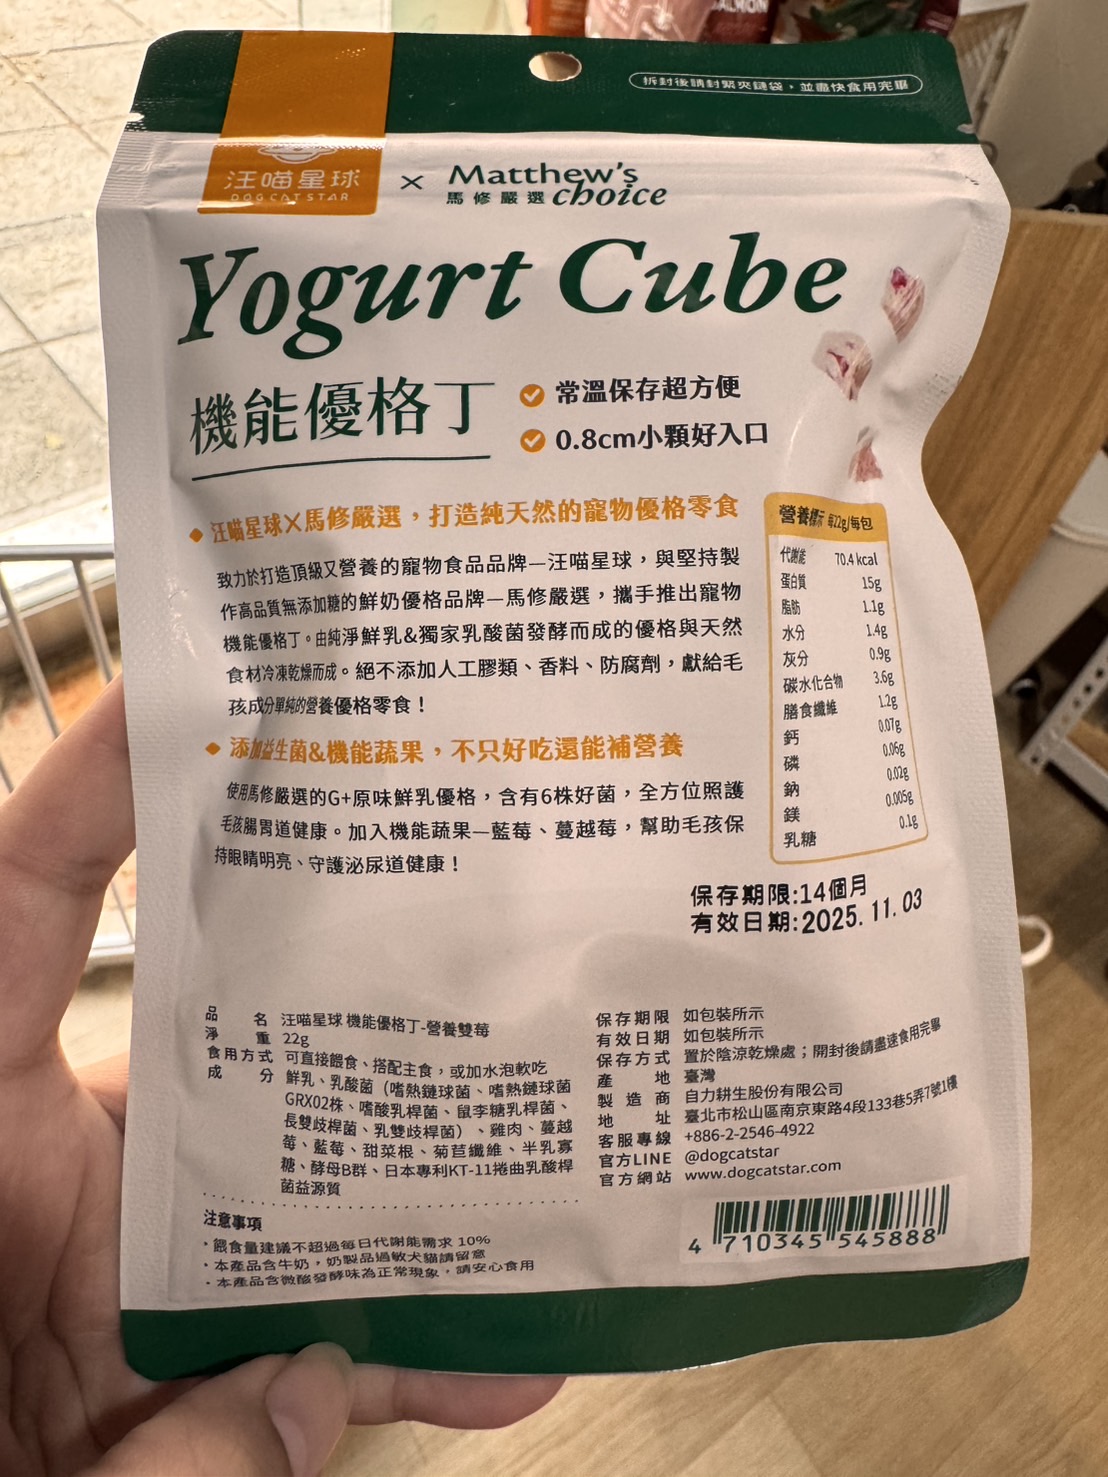 ALMON
拆封後請封緊夾鏈袋，並盡快食用完畢
汪喵星球
DOG CAT STAR
×
Matthew's
馬修嚴選 choice
Yogurt Cube
機能優格丁
常溫保存超方便
0.8cm小顆好入口
◆ 汪喵星球X馬修嚴選，打造純天然的寵物優格零食
致力於打造頂級又營養的寵物食品品牌—汪喵星球，與堅持製
作高品質無添加糖的鮮奶優格品牌—馬修嚴選，攜手推出寵物
機能優格丁。由純淨鮮乳&獨家乳酸菌發酵而成的優格與天然
食材冷凍乾燥而成。絕不添加人工膠類、香料、防腐劑，獻給毛
孩成分單純的營養優格零食！
◆ 添加益生菌&機能蔬果，不只好吃還能補營養
使用馬修嚴選的G+原味鮮乳優格，含有6株好菌，全方位照護
毛孩腸胃道健康。加入機能蔬果—藍莓、蔓越莓，幫助毛孩保
持眼睛明亮、守護泌尿道健康！
營養標示 每22g/每包
代謝能 70.4 kcal
蛋白質 15g
脂肪 1.1g
水分 1.4g
灰分 0.9g
碳水化合物 3.6g
膳食纖維 1.2g
鈣 0.07g
磷 0.06g
鈉 0.02g
鎂 0.005g
乳糖 0.1g
保存期限:14個月
有效日期:2025.11.03
品名 汪喵星球 機能優格丁-營養雙莓
淨重 22g
食用方式 可直接餵食、搭配主食，或加水泡軟吃
成分 鮮乳、乳酸菌（嗜熱鏈球菌、嗜熱鏈球菌
GRX02株、嗜酸乳桿菌、鼠李糖乳桿菌、
長雙歧桿菌、乳雙歧桿菌）、雞肉、蔓越
莓、藍莓、甜菜根、菊苣纖維、半乳寡
糖、酵母B群、日本專利KT-11捲曲乳酸桿
菌益源質
注意事項
・餵食量建議不超過每日代謝能需求 10%
・本產品含牛奶，奶製品過敏犬貓請留意
・本產品含微酸發酵味為正常現象，請安心食用
保存期限 如包裝所示
有效日期 如包裝所示
保存方式 置於陰涼乾燥處；開封後請盡速食用完畢
產地 臺灣
製造商 自力耕生股份有限公司
地址 臺北市松山區南京東路4段133巷5弄7號1樓
客服專線 +886-2-2546-4922
官方LINE @dogcatstar
官方網站 www.dogcatstar.com
4 710345 545888